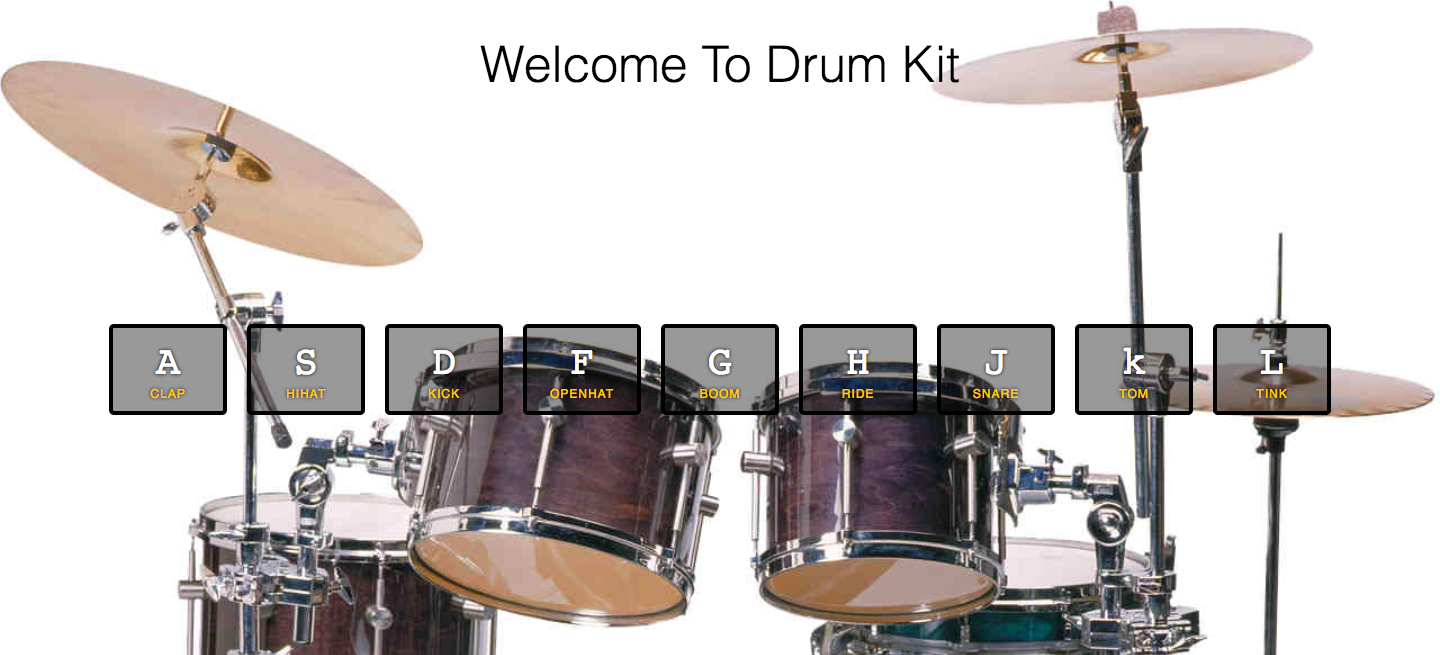 Welcome To Drum Kit
A S D F G H J k L
CLAP HIHAT KICK OPENHAT BOOM RIDE SNARE TOM TINK